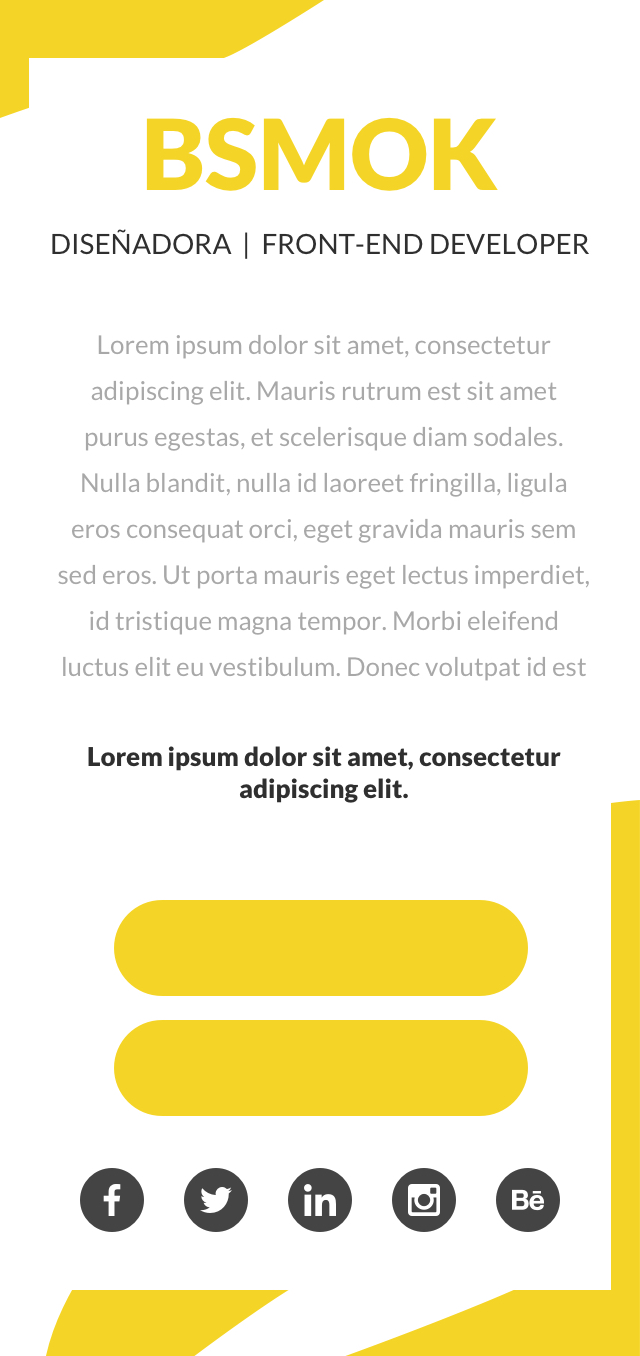 BSMOK
DISEÑADORA | FRONT-END DEVELOPER
Lorem ipsum dolor sit amet, consectetur
adipiscing elit. Mauris rutrum est sit amet
purus egestas, et scelerisque diam sodales.
Nulla blandit, nulla id laoreet fringilla, ligula
eros consequat orci, eget gravida mauris sem
sed eros. Ut porta mauris eget lectus imperdiet,
id tristique magna tempor. Morbi eleifend
luctus elit eu vestibulum. Donec volutpat id est
Lorem ipsum dolor sit amet, consectetur
adipiscing elit.